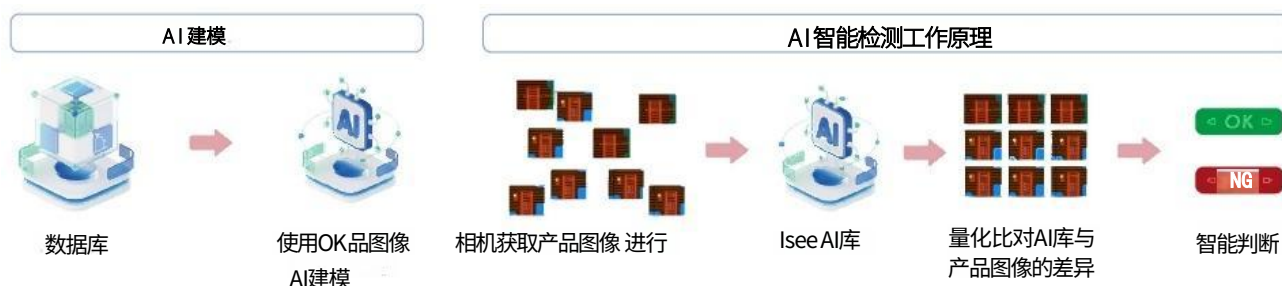 AI建模
AI智能检测工作原理
AI
AI
OK
NG
数据库
使用OK品图像
AI建模
相机获取产品图像 进行
Isee AI库
量化比对AI库与
产品图像的差异
智能判断